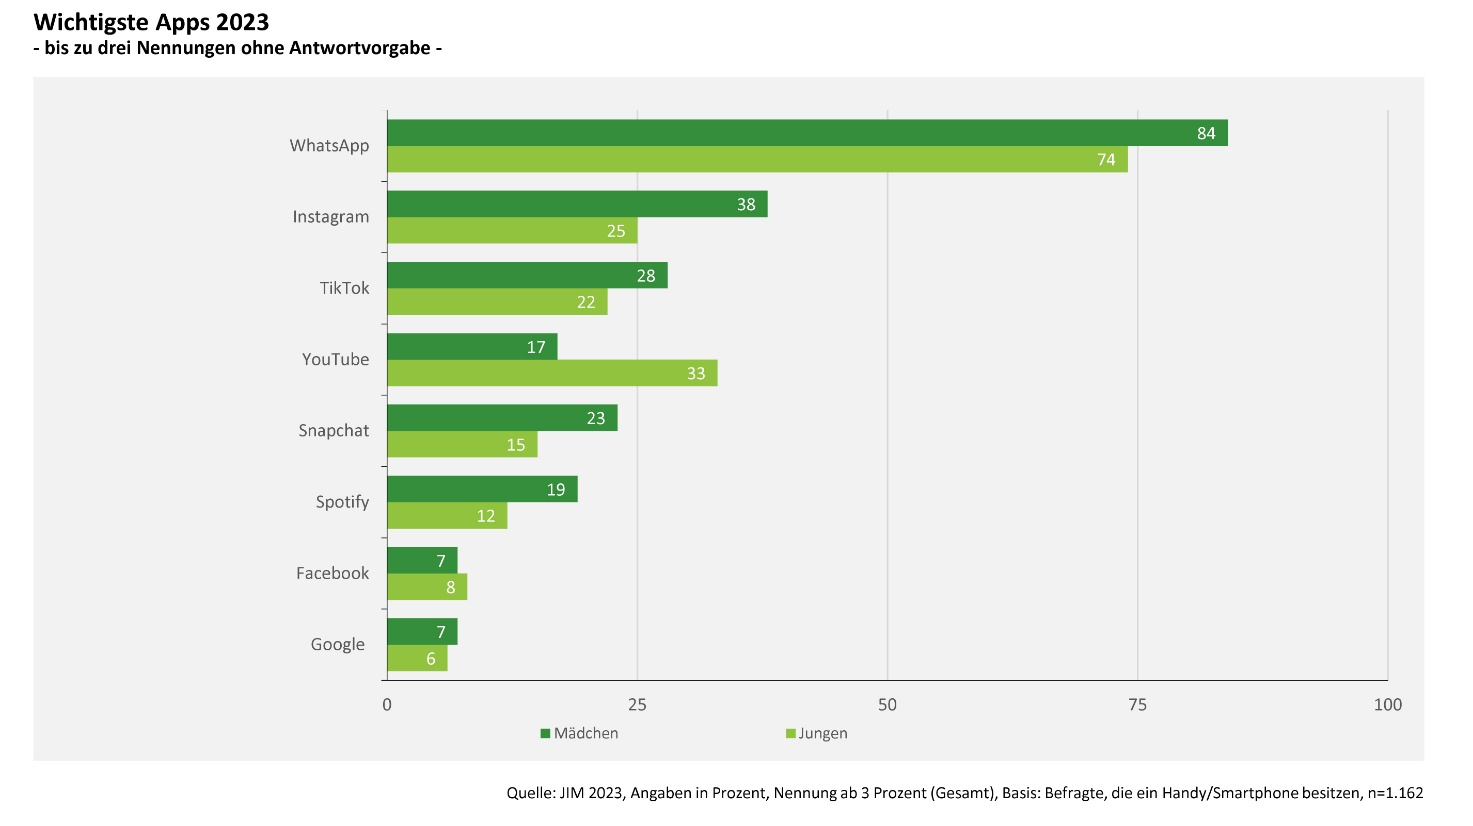 Wichtigste Apps 2023
- bis zu drei Nennungen ohne Antwortvorgabe -
WhatsApp
84
74
Instagram
38
25
TikTok
28
22
YouTube
17
33
Snapchat
23
15
Spotify
19
12
Facebook
7
8
Google
7
6
0 25 50 75 100
Mädchen Jungen
Quelle: JIM 2023, Angaben in Prozent, Nennung ab 3 Prozent (Gesamt), Basis: Befragte, die ein Handy/Smartphone besitzen, n=1.162